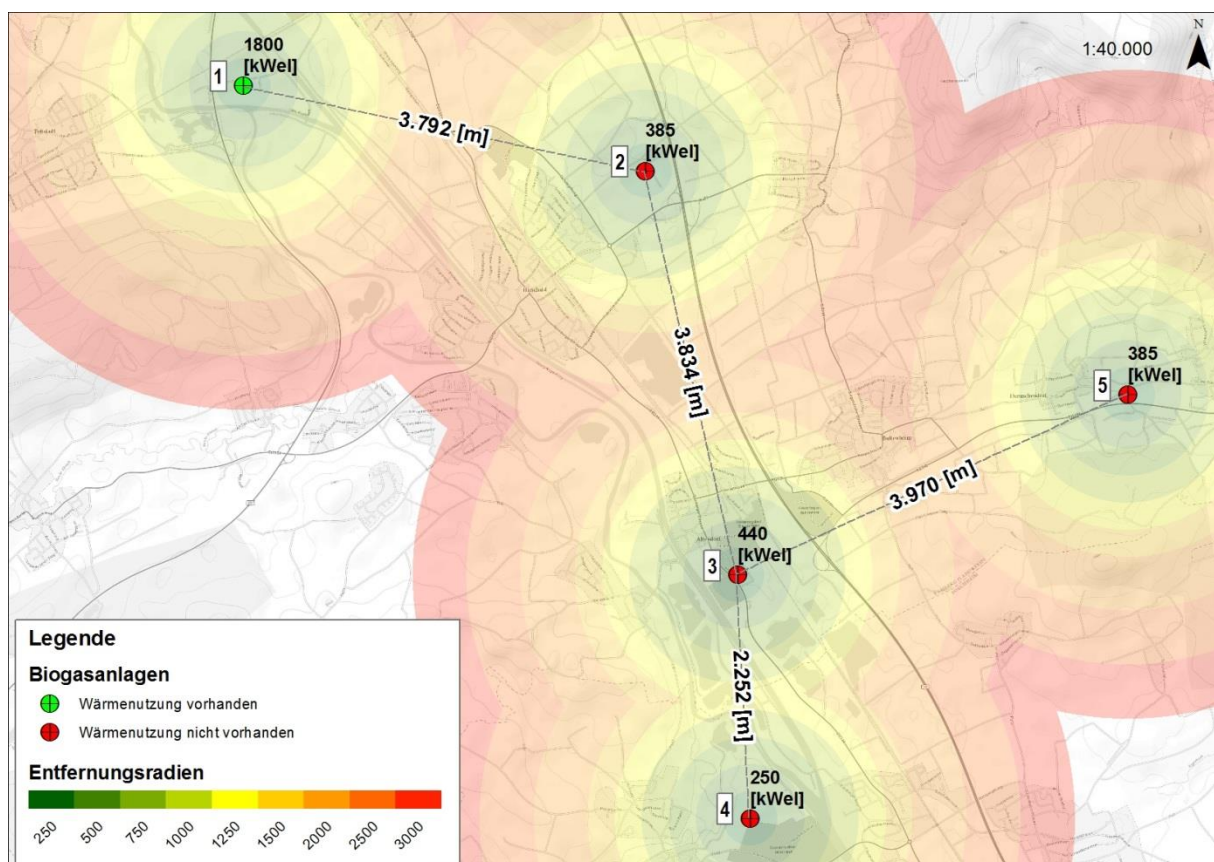 1800
[kWel]
1
N
1:40.000
3.792 [m]
385
[kWel]
2
3.834 [m]
385
[kWel]
5
3.970 [m]
440
[kWel]
3
2.252 [m]
250
[kWel]
4
Legende
Biogasanlagen
Wärmenutzung vorhanden
Wärmenutzung nicht vorhanden
Entfernungsradien
250
500
750
1000
1250
1500
2000
2500
3000